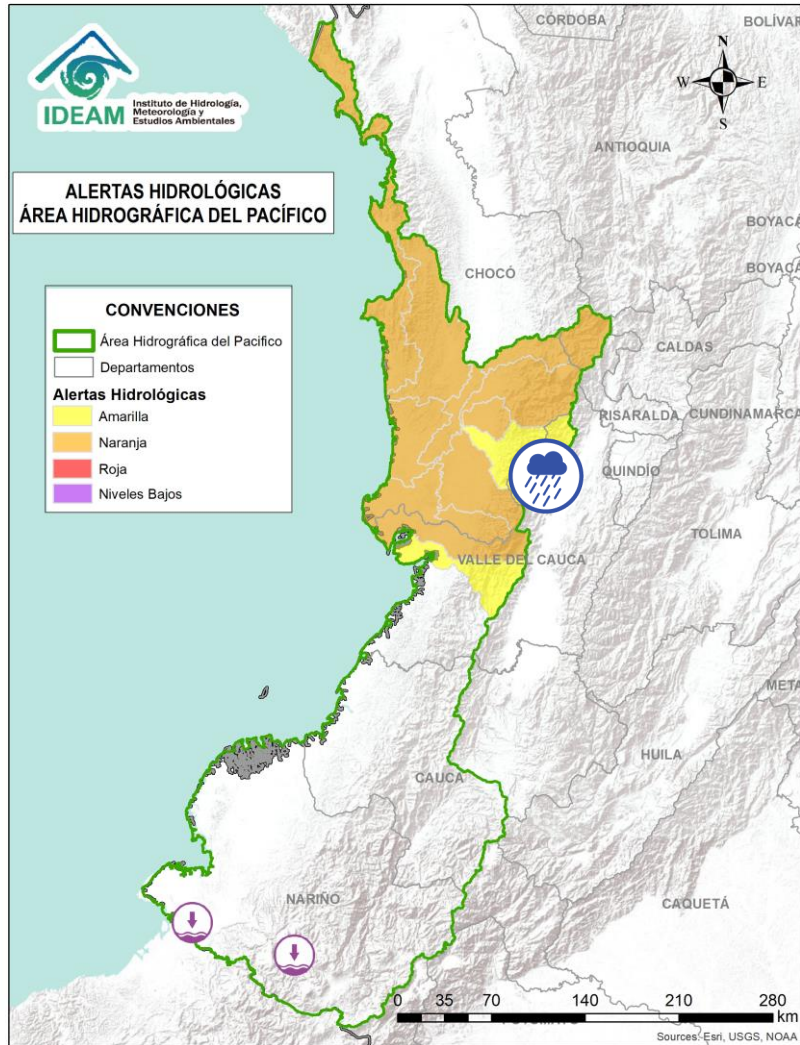 IDEAM
Instituto de Hidrología,
Meteorología y
Estudios Ambientales
ALERTAS HIDROLÓGICAS
ÁREA HIDROGRÁFICA DEL PACÍFICO
CONVENCIONES
Área Hidrográfica del Pacifico
Departamentos
Alertas Hidrológicas
Amarilla
Naranja
Roja
Niveles Bajos
CÓRDOBA
BOLÍVAR
N
W
E
S
ANTIOQUIA
BOYACÁ
BOYACÁ
CHOCÓ
CALDAS
RISARALDA
CUNDINAMARCA
QUINDÍO
TOLIMA
VALLE DEL CAUCA
META
HUILA
CAUCA
NARIÑO
CAQUETÁ
0 35 70 140 210 280
km
Sources: Esri, USGS, NOAA